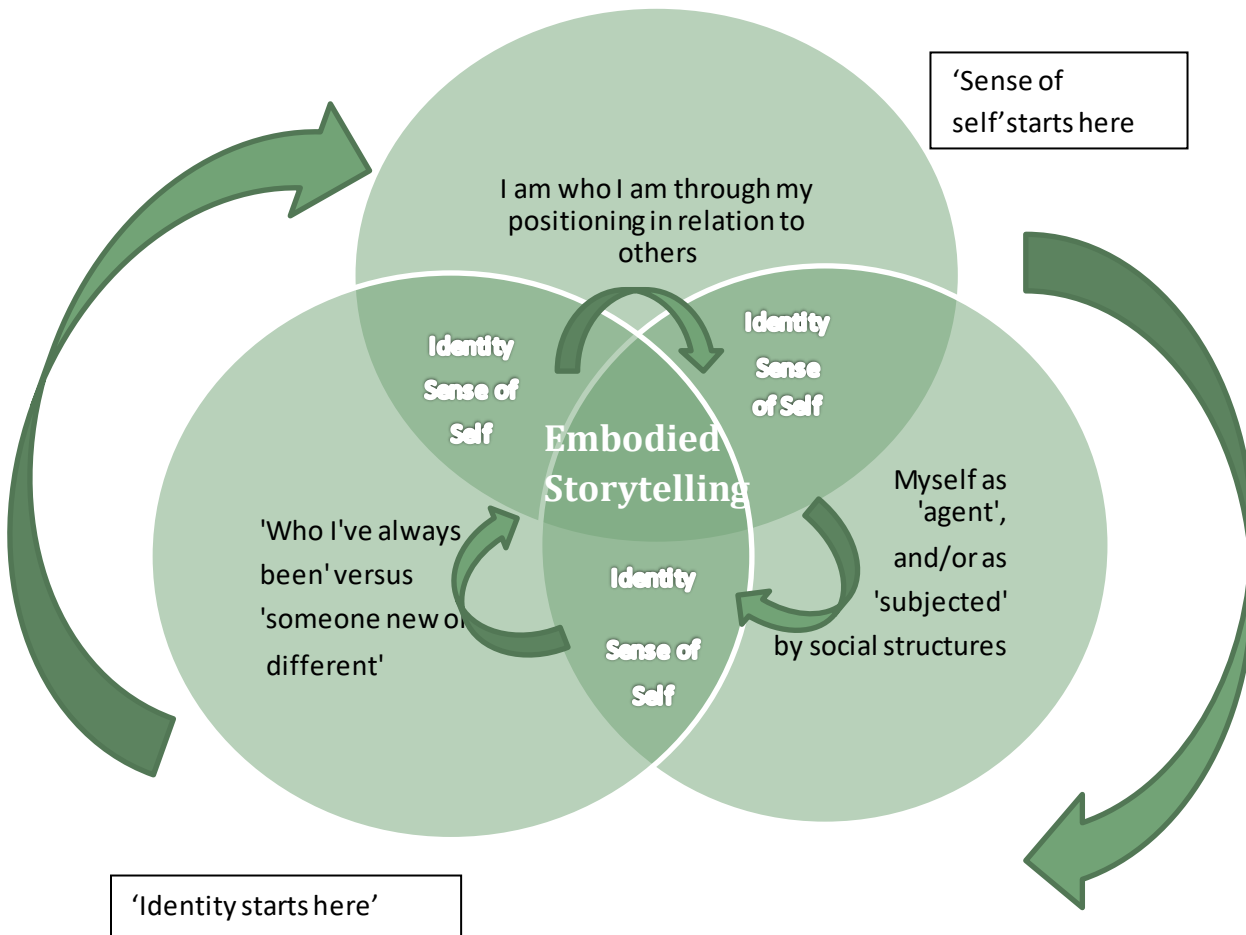 ‘Sense of
self’starts here
I am who I am through my
positioning in relation to
others
Identity
Sense of
Self
Identity
Sense
of Self
Embodied
Storytelling
'Who I've always
been' versus
'someone new or
different'
Myself as
'agent',
and/or as
'subjected'
by social structures
Identity
Sense of
Self
‘Identity starts here’